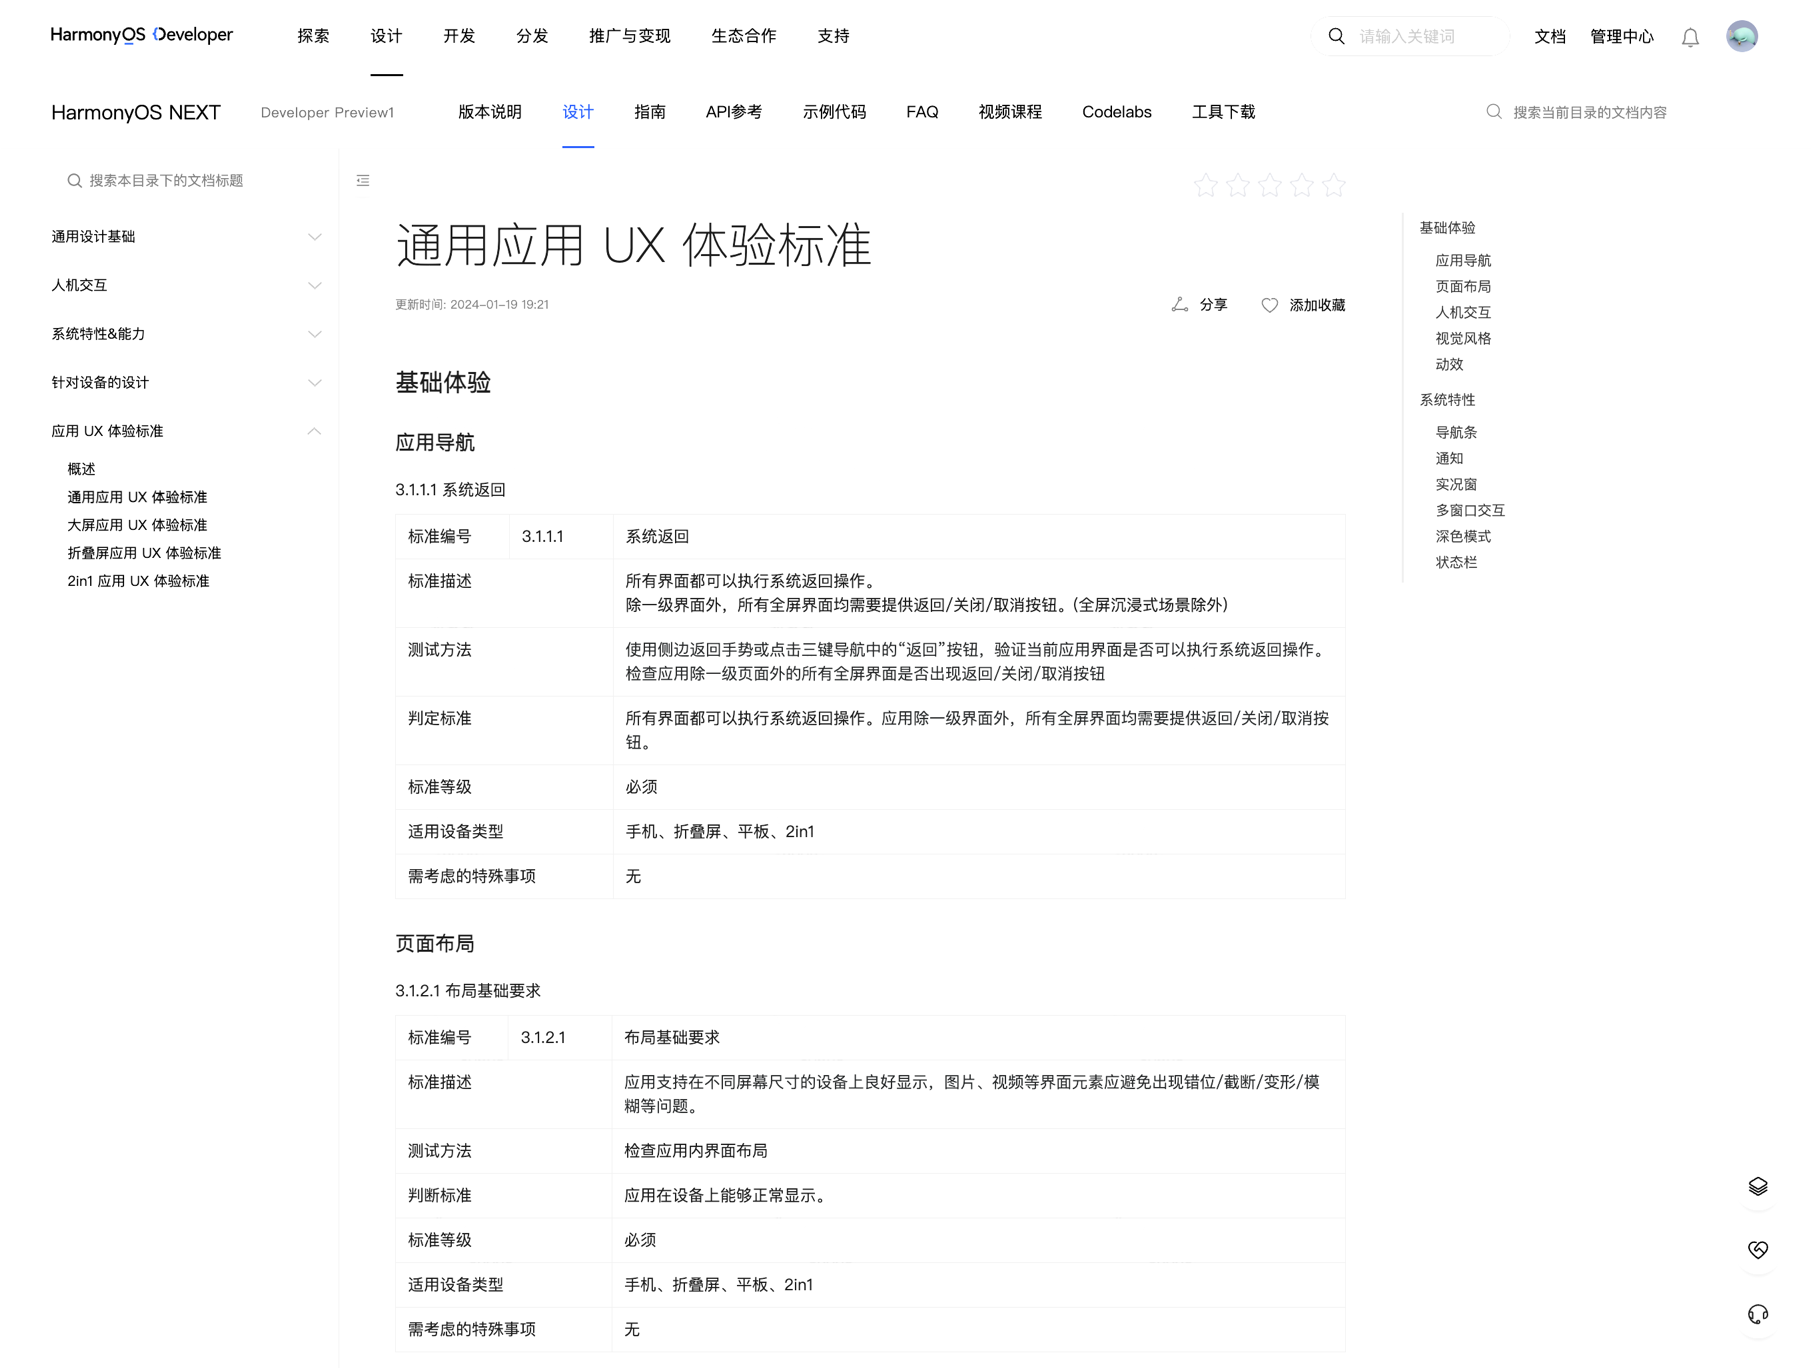 HarmonyOS Developer
探索
设计
开发
分发
推广与变现
生态合作
支持
请输入关键词
文档
管理中心
HarmonyOS NEXT
Developer Preview1
版本说明
设计
指南
API参考
示例代码
FAQ
视频课程
Codelabs
工具下载
搜索当前目录的文档内容
搜索本目录下的文档标题
通用设计基础
人机交互
系统特性&能力
针对设备的设计
应用 UX 体验标准
概述
通用应用 UX 体验标准
大屏应用 UX 体验标准
折叠屏应用 UX 体验标准
2in1 应用 UX 体验标准
通用应用 UX 体验标准
更新时间: 2024-01-19 19:21
分享
添加收藏
基础体验
应用导航
3.1.1.1 系统返回
标准编号 3.1.1.1 系统返回
标准描述 所有界面都可以执行系统返回操作。
除一级界面外，所有全屏界面均需要提供返回/关闭/取消按钮。(全屏沉浸式场景除外)
测试方法 使用侧边返回手势或点击三键导航中的“返回”按钮，验证当前应用界面是否可以执行系统返回操作。
检查应用除一级页面外的所有全屏界面是否出现返回/关闭/取消按钮
判定标准 所有界面都可以执行系统返回操作。应用除一级界面外，所有全屏界面均需要提供返回/关闭/取消按
钮。
标准等级 必须
适用设备类型 手机、折叠屏、平板、2in1
需考虑的特殊事项 无
页面布局
3.1.2.1 布局基础要求
标准编号 3.1.2.1 布局基础要求
标准描述 应用支持在不同屏幕尺寸的设备上良好显示，图片、视频等界面元素应避免出现错位/截断/变形/模
糊等问题。
测试方法 检查应用内界面布局
判断标准 应用在设备上能够正常显示。
标准等级 必须
适用设备类型 手机、折叠屏、平板、2in1
需考虑的特殊事项 无
基础体验
应用导航
页面布局
人机交互
视觉风格
动效
系统特性
导航条
通知
实况窗
多窗口交互
深色模式
状态栏